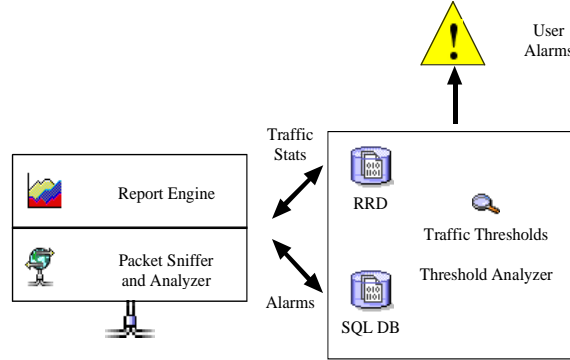 User
Alarms
Traffic
Stats
Report Engine
RRD
Packet Sniffer
and Analyzer
Traffic Thresholds
Threshold Analyzer
Alarms
SQL DB